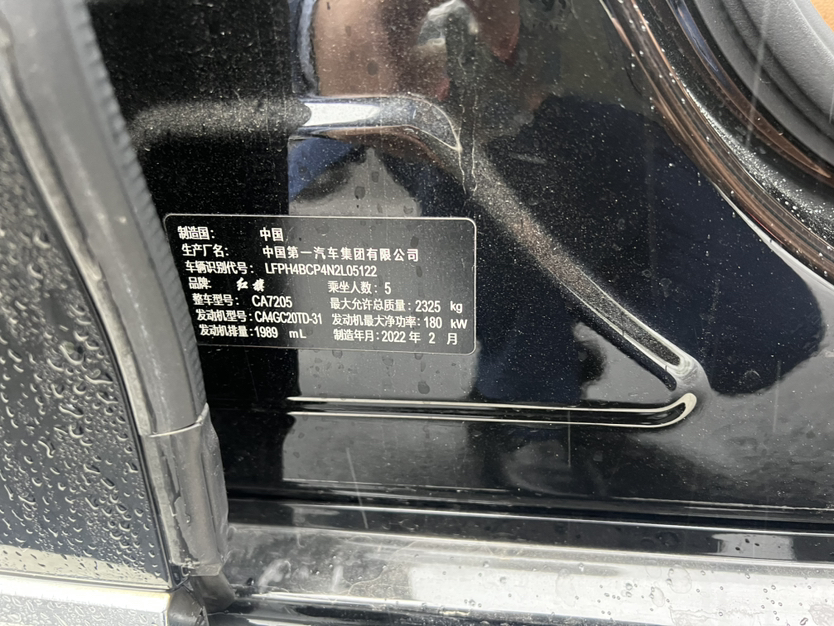 制造国： 中国
生产厂名： 中国第一汽车集团有限公司
车辆识别代号： LFPH4BCP4N2L05122
品牌： 红旗 乘坐人数：5
整车型号： CA7205 最大允许总质量：2325 kg
发动机型号：CA4GC20TD-31 发动机最大净功率：180 kW
发动机排量：1989 mL 制造年月：2022 年 2 月